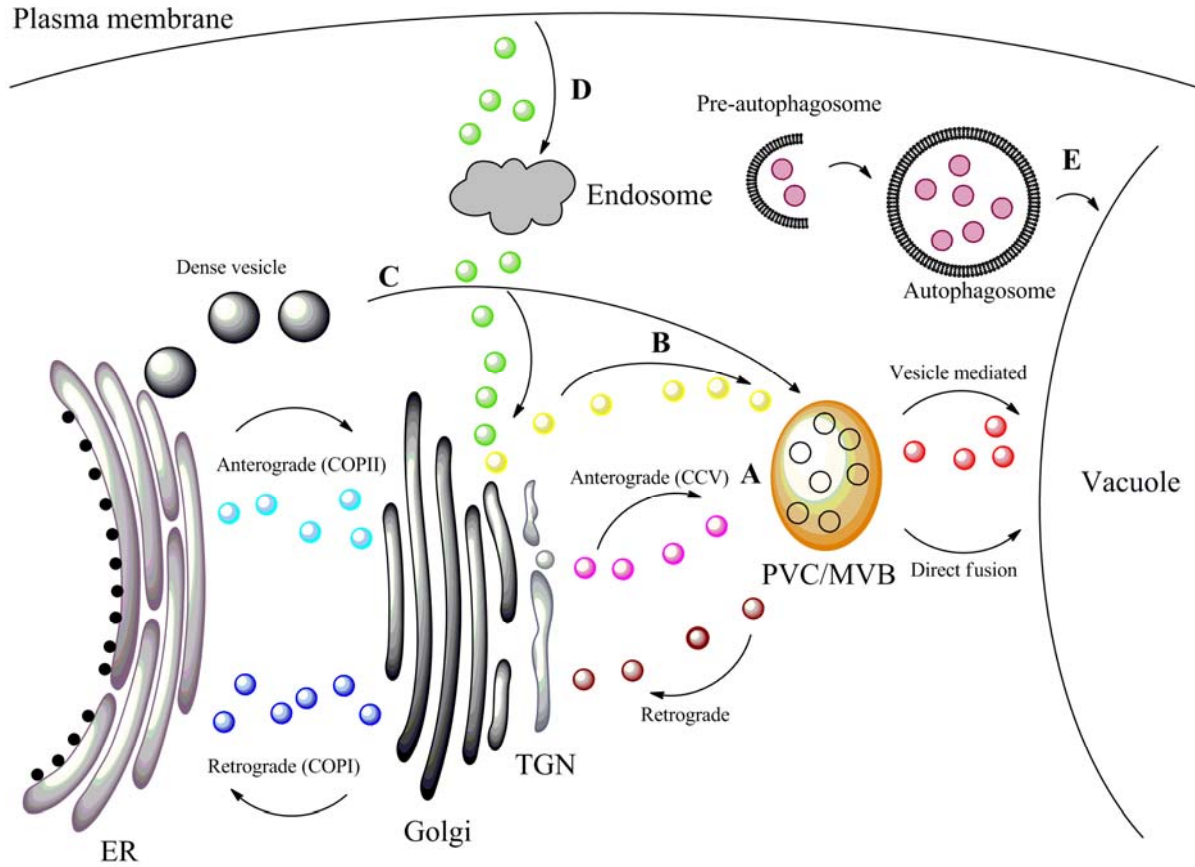 Plasma membrane
D
Pre-autophagosome
E
Endosome
Autophagosome
Dense vesicle
C
B
Vesicle mediated
Anterograde (COPII)
Anterograde (CCV)
A
Vacuole
PVC/MVB
Direct fusion
Retrograde
TGN
Retrograde (COPI)
Golgi
ER